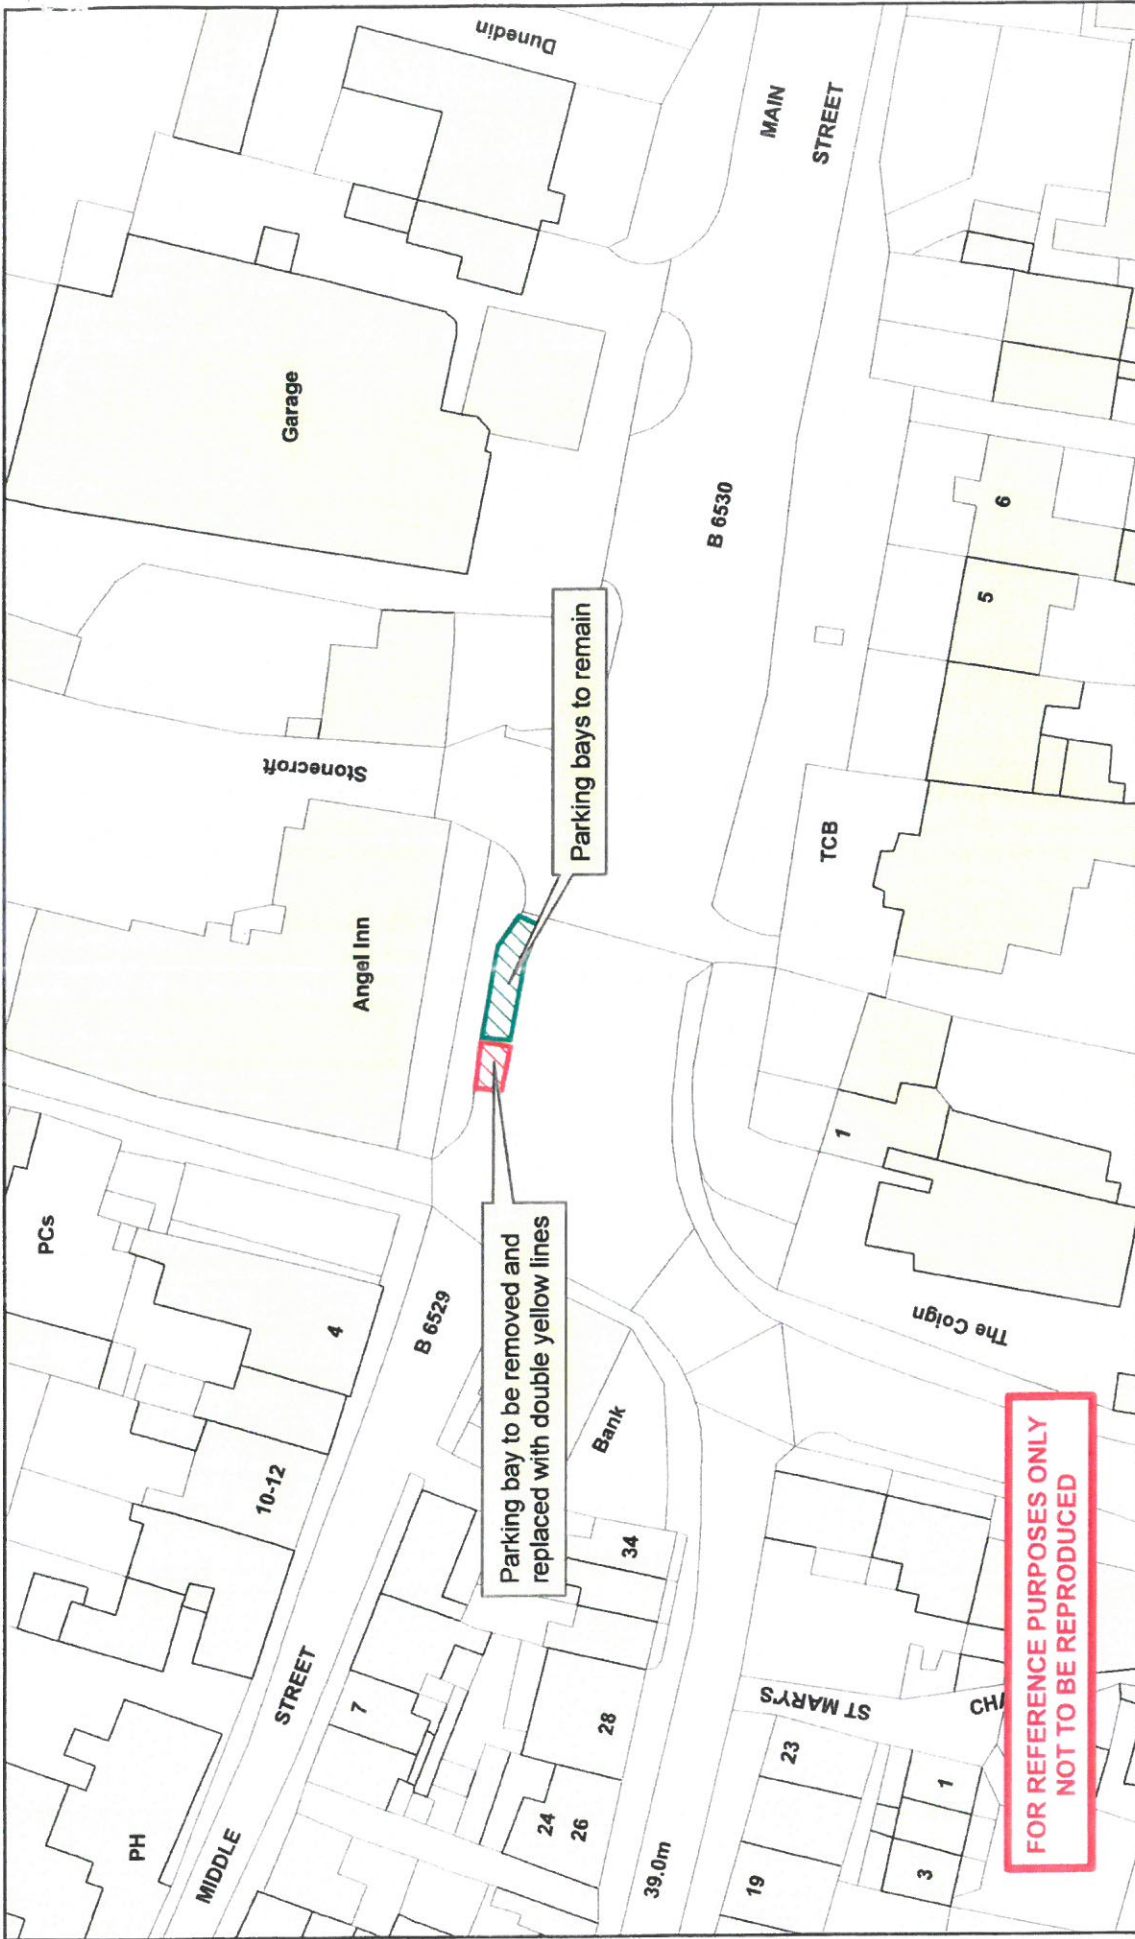 Dunedin
MAIN
STREET
Garage
B 6530
6
5
Stonecroft
Parking bays to remain
TCB
Angel Inn
1
The Coign
PCs
4
B 6529
Parking bay to be removed and
replaced with double yellow lines
Bank
10-12
34
STREET
MIDDLE
7
28
24
26
PH
39.0m
ST MARY'S
CHA
23
19
1
3
FOR REFERENCE PURPOSES ONLY
NOT TO BE REPRODUCED